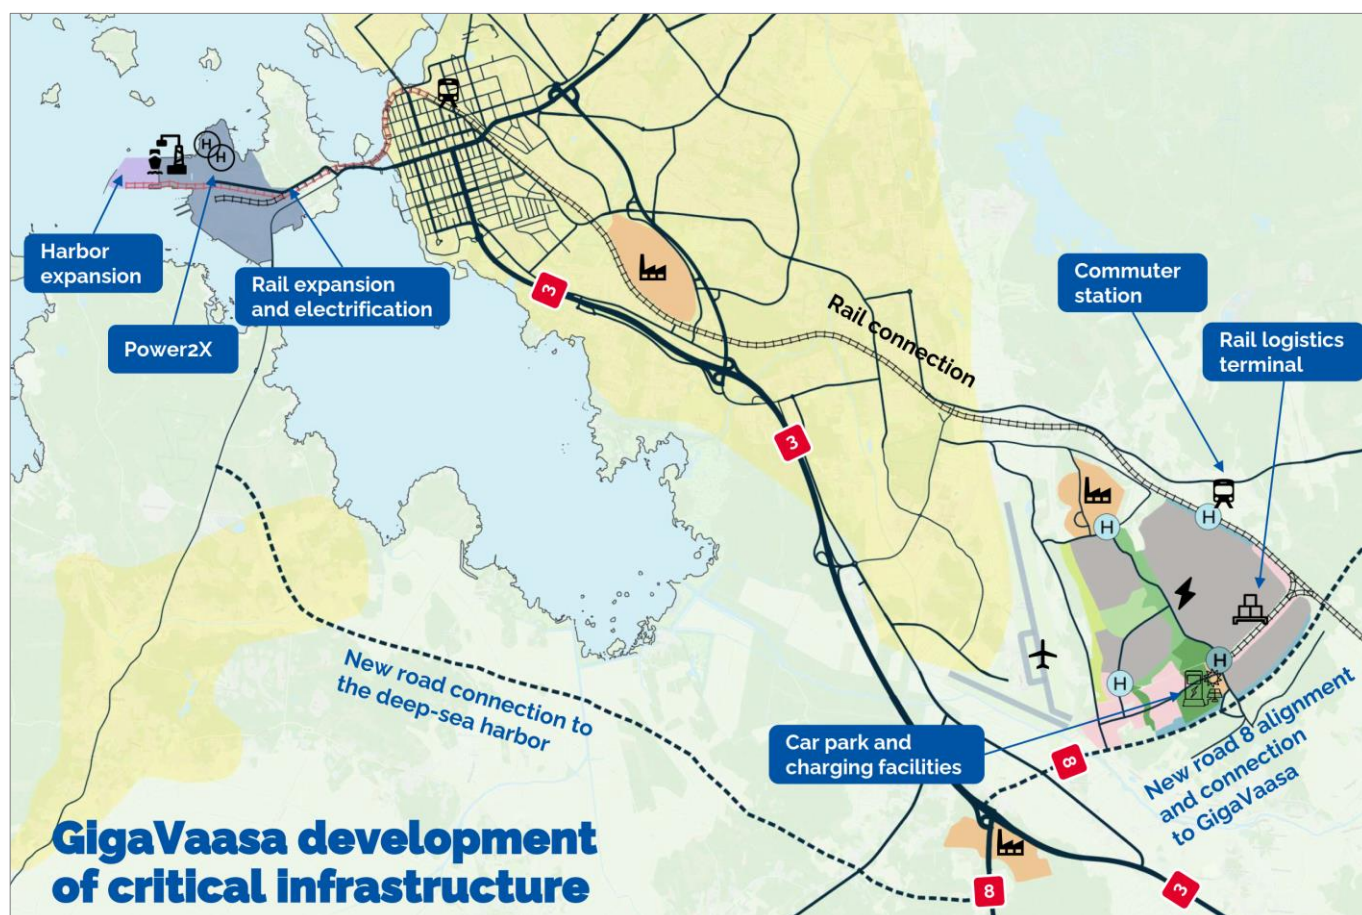 H
H
Harbor
expansion
Rail expansion
and electrification
Power2X
3
Rail connection
3
Commuter
station
Rail logistics
terminal
H
H
H
H
New road connection to
the deep-sea harbor
Car park and
charging facilities
8
New road 8 alignment
and connection
to GigaVaasa
8
3
GigaVaasa development
of critical infrastructure